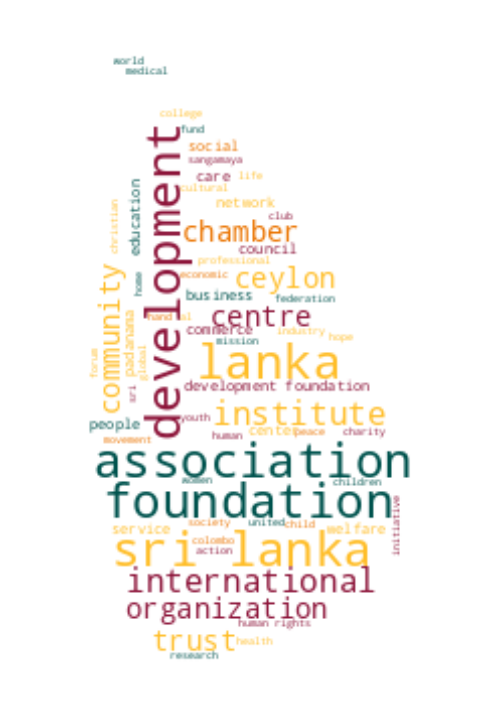 world
medical
college
fund
social
sangamaya
care life
cultural
network
club
chamber
council
professional
economic
ceylon
business
federation
centre
commerce
industry
mission
hope
lanka
development foundation
institute
youth
center
peace
human
charity
development
education
christian
home
community
padanama
global
forum
sri
people
movement
association
women
children
foundation
society
united
child
service
welfare
initiative
colombo
action
sri lanka
international
organization
human rights
trust
health
research